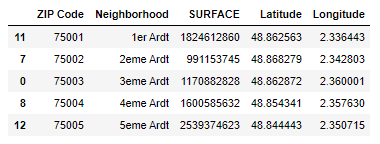 ZIP Code Neighborhood SURFACE Latitude Longitude
11 75001 1er Ardt 1824612860 48.862563 2.336443
7 75002 2eme Ardt 991153745 48.868279 2.342803
0 75003 3eme Ardt 1170882828 48.862872 2.360001
8 75004 4eme Ardt 1600585632 48.854341 2.357630
12 75005 5eme Ardt 2539374623 48.844443 2.350715